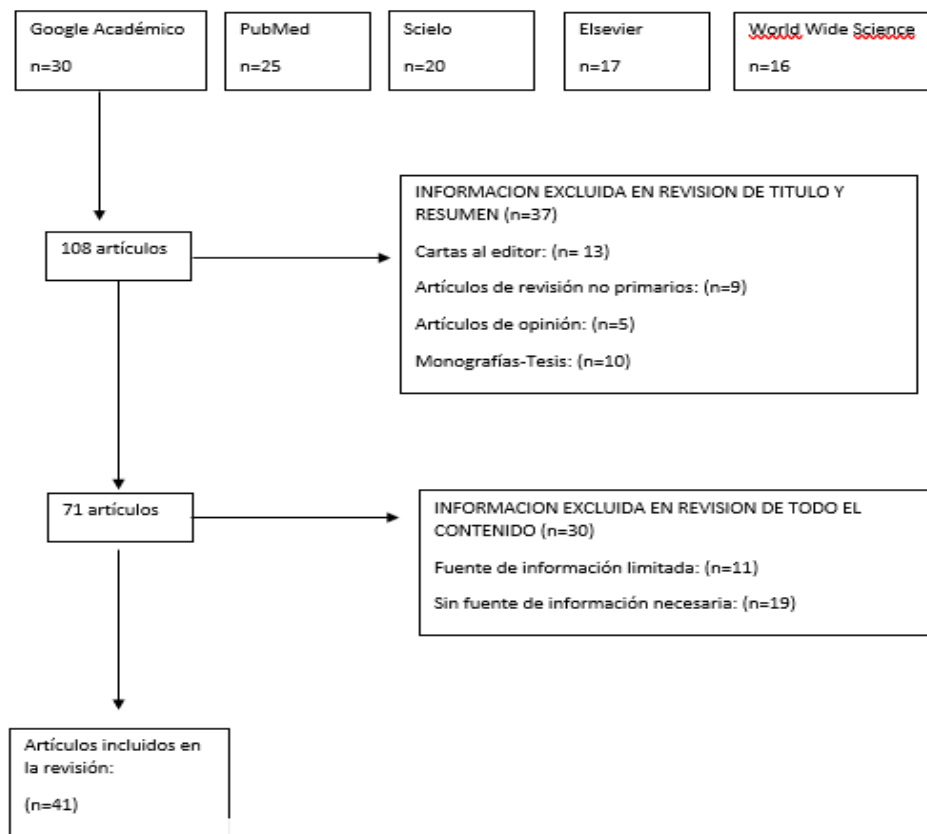 Google Académico
n=30
PubMed
n=25
Scielo
n=20
Elsevier
n=17
World Wide Science
n=16
INFORMACION EXCLUIDA EN REVISION DE TITULO Y
RESUMEN (n=37)
Cartas al editor: (n= 13)
Artículos de revisión no primarios: (n=9)
Artículos de opinión: (n=5)
Monografías-Tesis: (n=10)
108 artículos
71 artículos
INFORMACION EXCLUIDA EN REVISION DE TODO EL
CONTENIDO (n=30)
Fuente de información limitada: (n=11)
Sin fuente de información necesaria: (n=19)
Artículos incluidos en
la revisión:
(n=41)